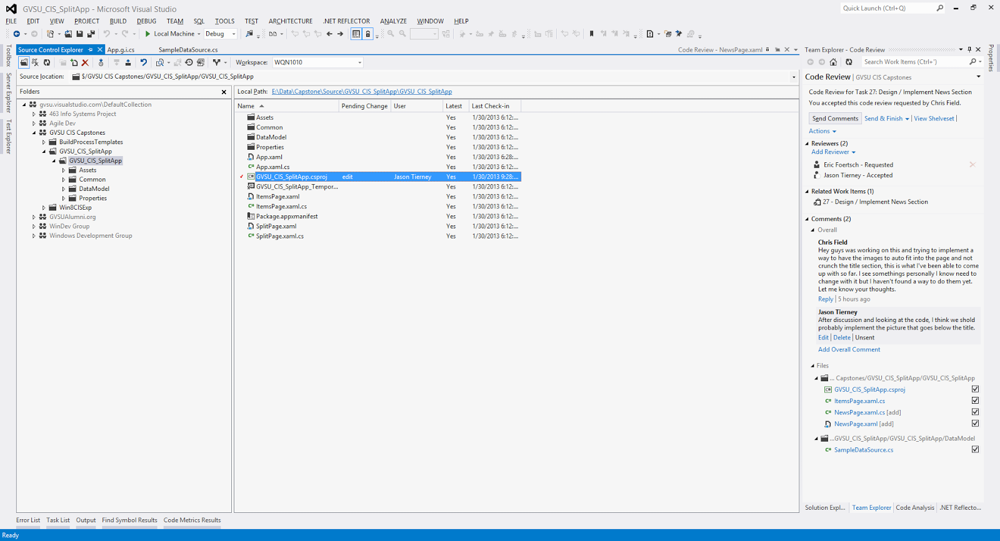 GVSU_CIS_SplitApp - Microsoft Visual Studio
Quick Launch (Ctrl+Q)
FILE EDIT VIEW PROJECT BUILD DEBUG TEAM SQL TOOLS TEST ARCHITECTURE .NET REFLECTOR ANALYZE WINDOW HELP
Local Machine Debug
Source Control Explorer App.g.i.cs SampleDataSource.cs
Code Review - NewsPage.xaml
Workspace: WQN1010
Source location: $/GVSU CIS Capstones/GVSU_CIS_SplitApp/GVSU_CIS_SplitApp
Toolbox
Server Explorer
Test Explorer
Folders
gvsu.visualstudio.com\DefaultCollection
463 Info Systems Project
Agile Dev
GVSU CIS Capstones
BuildProcessTemplates
GVSU_CIS_SplitApp
GVSU_CIS_SplitApp
Assets
Common
DataModel
Properties
Win8CISExp
GVSUAlumni.org
WinDev Group
Windows Development Group
Local Path: E:\Data\Capstone\Source\GVSU_CIS_SplitApp\GVSU_CIS_SplitApp
Name Pending Change User Latest Last Check-in
Assets Yes 1/30/2013 6:12:...
Common Yes 1/30/2013 6:12:...
DataModel Yes 1/30/2013 6:12:...
Properties Yes 1/30/2013 6:12:...
App.xaml Yes 1/30/2013 6:28:...
App.xaml.cs Yes 1/30/2013 6:12:...
GVSU_CIS_SplitApp.csproj edit Jason Tierney Yes 1/30/2013 9:28:...
GVSU_CIS_SplitApp_Tempor... Yes 1/30/2013 6:12:...
ItemsPage.xaml Yes 1/30/2013 6:12:...
ItemsPage.xaml.cs Yes 1/30/2013 6:12:...
Package.appxmanifest Yes 1/30/2013 6:12:...
SplitPage.xaml Yes 1/30/2013 6:12:...
SplitPage.xaml.cs Yes 1/30/2013 6:12:...
Team Explorer - Code Review
Search Work Items (Ctrl+')
Code Review | GVSU CIS Capstones
Code Review for Task 27: Design / Implement News Section
You accepted this code review requested by Chris Field.
Send Comments Send & Finish | View Shelveset |
Actions
Reviewers (2)
Add Reviewer
Eric Foertsch - Requested
Jason Tierney - Accepted
Related Work Items (1)
27 - Design / Implement News Section
Comments (2)
Overall
Chris Field
Hey guys was working on this and trying to implement a
way to have the images to auto fit into the page and not
crunch the title section, this is what I've been able to come
up with so far. I see somethings personally I know need to
change with it but I haven't found a way to do them yet.
Let me know your thoughts.
Reply | 5 hours ago
Jason Tierney
After discussion and looking at the code, I think we shold
probably implement the picture that goes below the title.
Edit | Delete | Unsent
Add Overall Comment
Files
... Capstones/GVSU_CIS_SplitApp/GVSU_CIS_SplitApp
GVSU_CIS_SplitApp.csproj
ItemsPage.xaml.cs
NewsPage.xaml.cs [add]
NewsPage.xaml [add]
...GVSU_CIS_SplitApp/GVSU_CIS_SplitApp/DataModel
SampleDataSource.cs
Properties
Solution Expl... Team Explorer Code Analysis .NET Reflecto...
Error List Task List Output Find Symbol Results Code Metrics Results
Ready